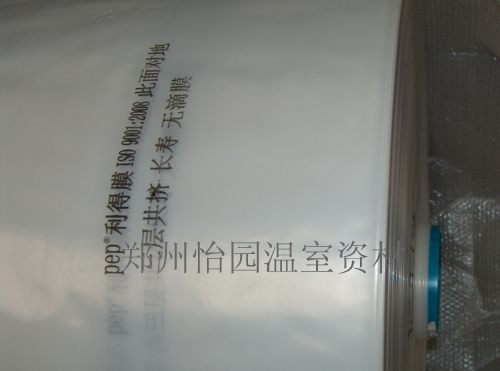 pep®利得膜 ISO 9001:2008 此面对地
三层共挤 长寿 无滴膜
郑州怡园温室资材